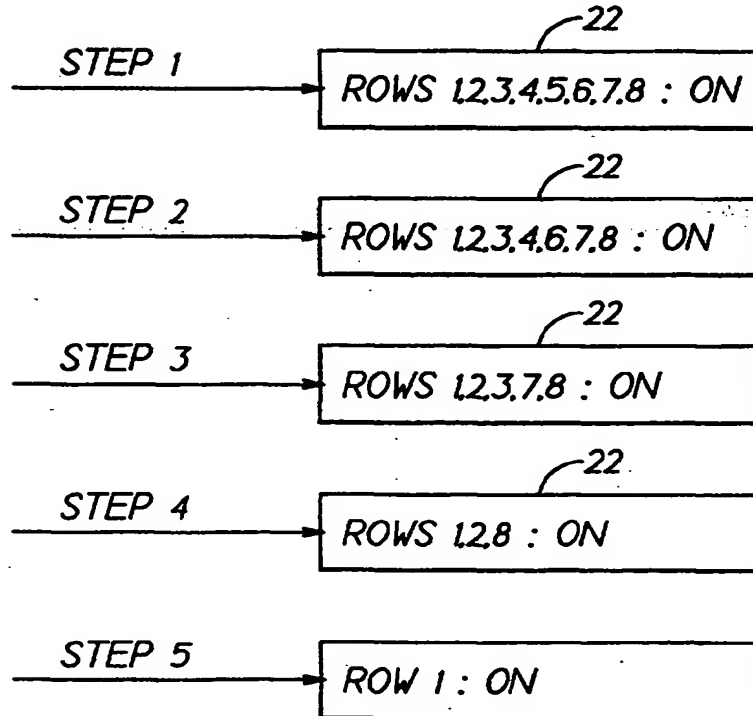 22
STEP 1
ROWS 1,2,3,4,5,6,7,8 : ON
22
STEP 2
ROWS 1,2,3,4,6,7,8 : ON
22
STEP 3
ROWS 1,2,3,7,8 : ON
22
STEP 4
ROWS 1,2,8 : ON
STEP 5
ROW 1 : ON